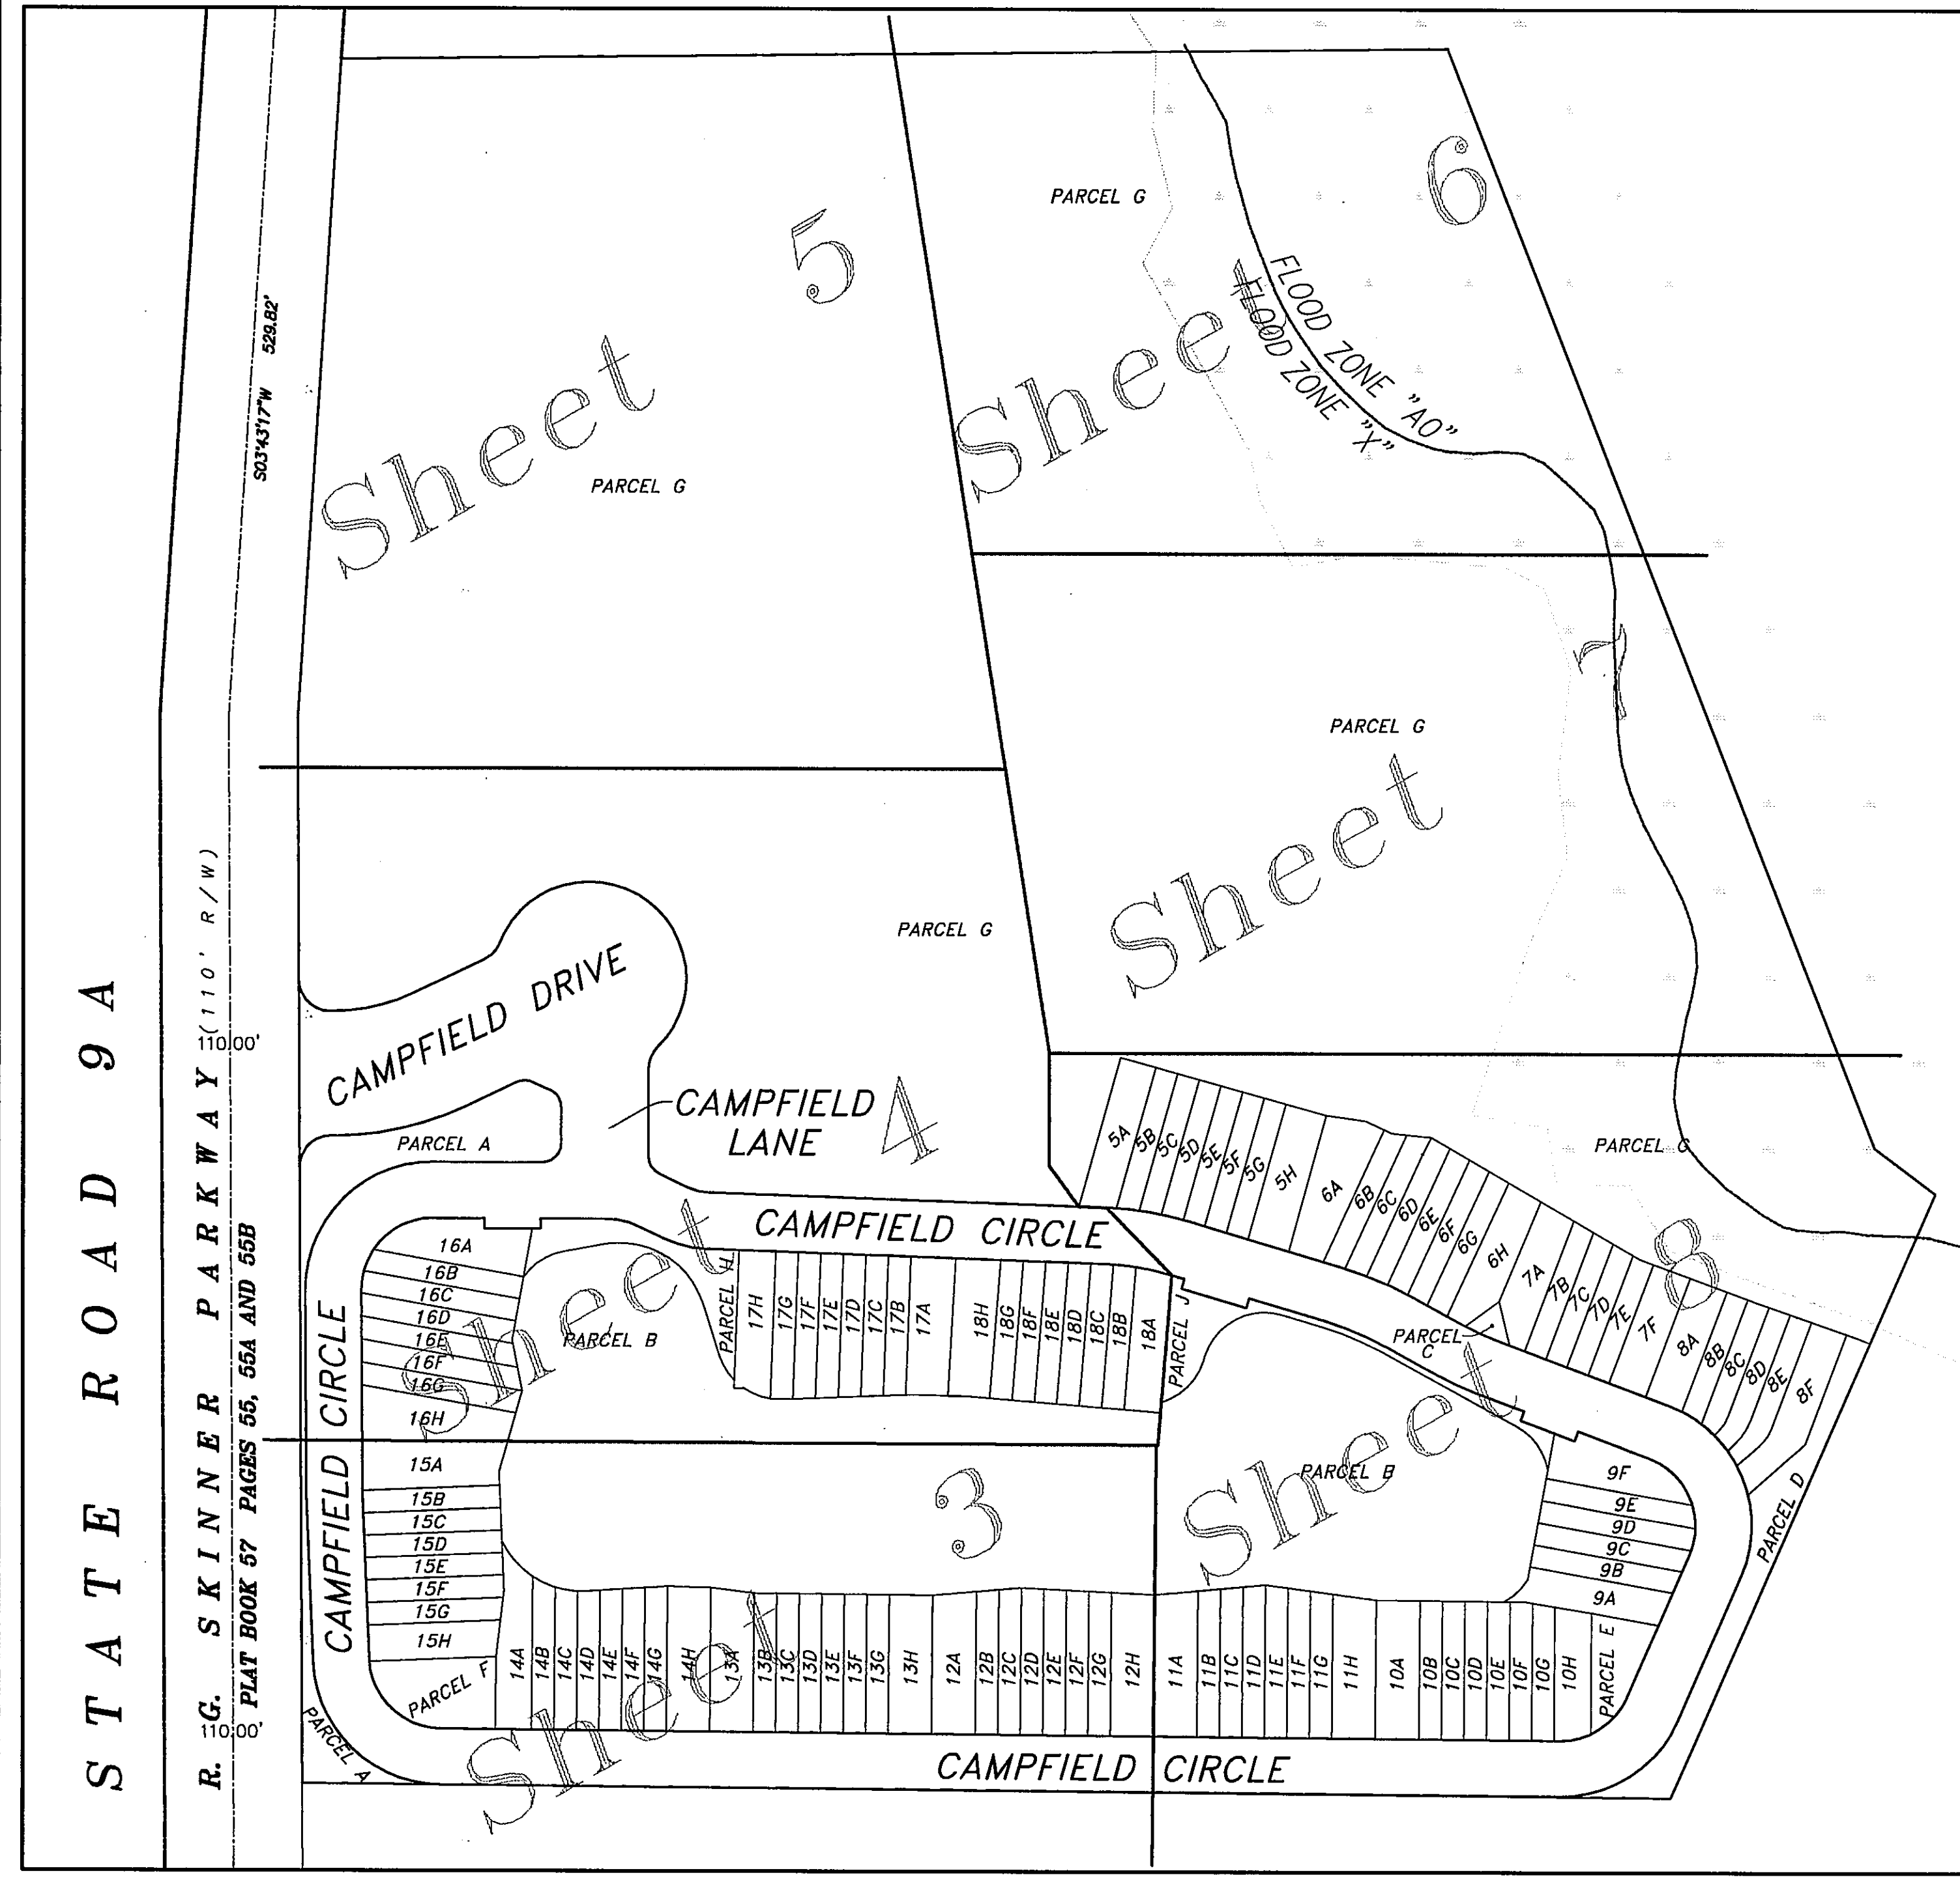 STATE ROAD 9A
R. G. SKINNER PARKWAY (110' R/W)
PLAT BOOK 57 PAGES 55, 55A AND 55B
S03°43'17"W 529.82'
110.00'
110.00'
Sheet 5
PARCEL G
Sheet 6
PARCEL G
FLOOD ZONE "AO"
FLOOD ZONE "X"
Sheet 7
PARCEL G
PARCEL G
CAMPFIELD DRIVE
CAMPFIELD
LANE
Sheet 4
PARCEL A
CAMPFIELD CIRCLE
CAMPFIELD CIRCLE
PARCEL G
Sheet 8
5A
5B
5C
5D
5E
5F
5G
5H
6A
6B
6C
6D
6E
6F
6G
6H
7A
7B
7C
7D
7E
7F
8A
8B
8C
8D
8E
8F
PARCEL
C
PARCEL D
16A
16B
16C
16D
16E
16F
16G
16H
PARCEL B
PARCEL H
17H
17G
17F
17E
17D
17C
17B
17A
18H
18G
18F
18E
18D
18C
18B
18A
PARCEL J
PARCEL B
9F
9E
9D
9C
9B
9A
15A
15B
15C
15D
15E
15F
15G
15H
Sheet 3
PARCEL F
14A
14B
14C
14D
14E
14F
14G
14H
13A
13B
13C
13D
13E
13F
13G
13H
12A
12B
12C
12D
12E
12F
12G
12H
11A
11B
11C
11D
11E
11F
11G
11H
10A
10B
10C
10D
10E
10F
10G
10H
PARCEL E
PARCEL A
CAMPFIELD CIRCLE